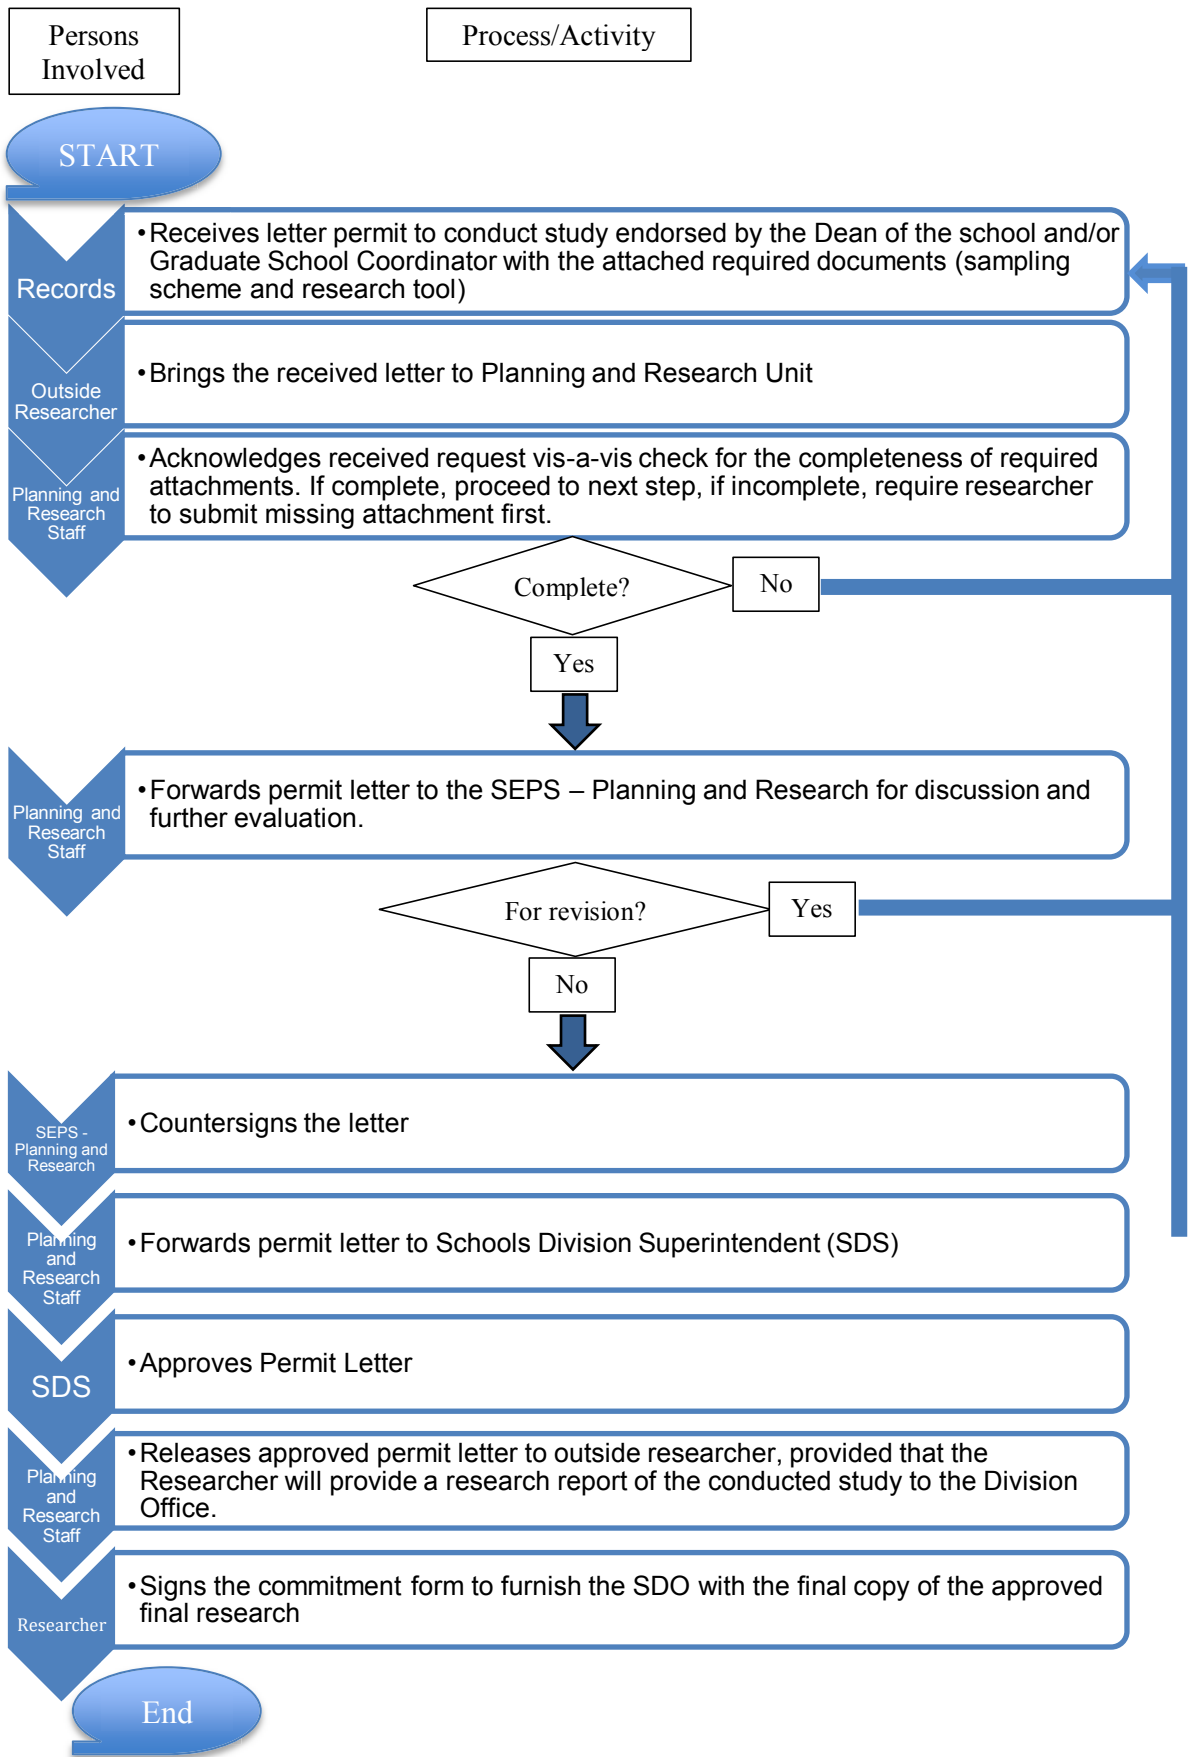 Persons
Involved
Process/Activity
START
Records
•Receives letter permit to conduct study endorsed by the Dean of the school and/or
Graduate School Coordinator with the attached required documents (sampling
scheme and research tool)
Outside
Researcher
•Brings the received letter to Planning and Research Unit
Planning and
Research
Staff
•Acknowledges received request vis-a-vis check for the completeness of required
attachments. If complete, proceed to next step, if incomplete, require researcher
to submit missing attachment first.
Complete?
No
Yes
Planning and
Research
Staff
•Forwards permit letter to the SEPS – Planning and Research for discussion and
further evaluation.
For revision?
Yes
No
SEPS -
Planning and
Research
•Countersigns the letter
Planning
and
Research
Staff
•Forwards permit letter to Schools Division Superintendent (SDS)
SDS
•Approves Permit Letter
Planning
and
Research
Staff
•Releases approved permit letter to outside researcher, provided that the
Researcher will provide a research report of the conducted study to the Division
Office.
Researcher
•Signs the commitment form to furnish the SDO with the final copy of the approved
final research
End